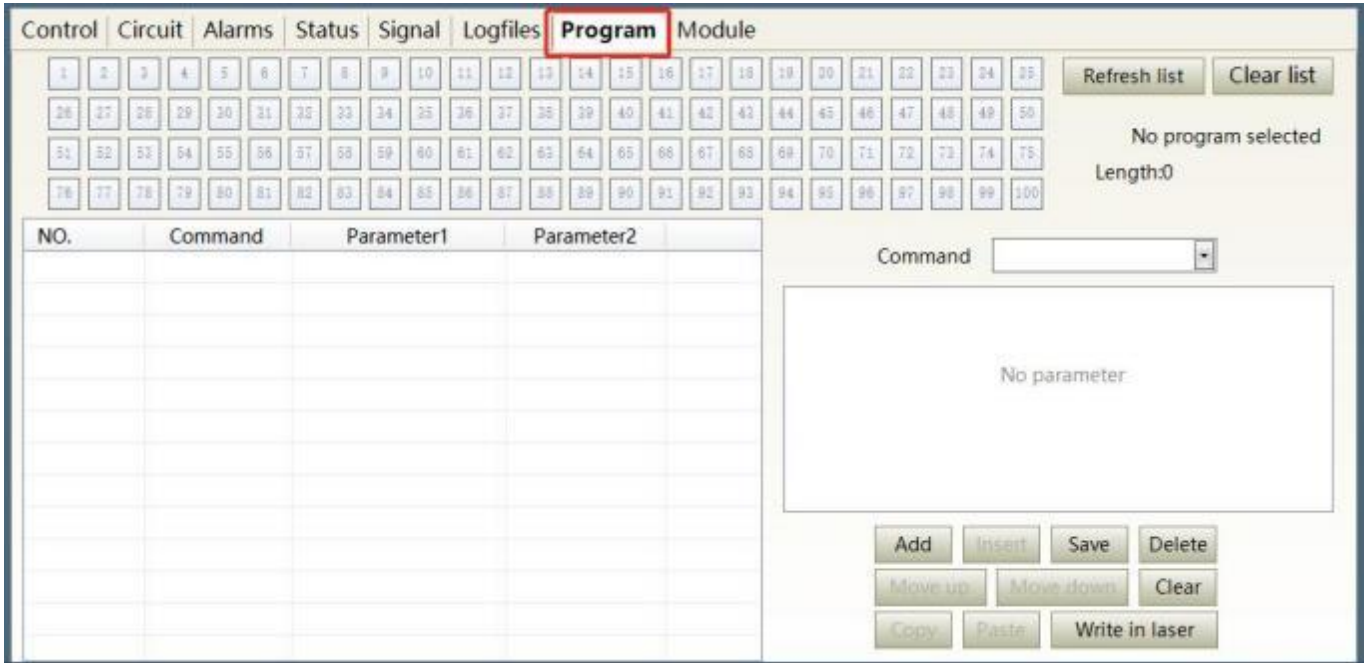 Control Circuit Alarms Status Signal Logfiles Program Module
1 2 3 4 5 6 7 8 9 10 11 12 13 14 15 16 17 18 19 20 21 22 23 24 25
Refresh list Clear list
26 27 28 29 30 31 32 33 34 35 36 37 38 39 40 41 42 43 44 45 46 47 48 49 50
No program selected
51 52 53 54 55 56 57 58 59 60 61 62 63 64 65 66 67 68 69 70 71 72 73 74 75
Length:0
76 77 78 79 80 81 82 83 84 85 86 87 88 89 90 91 92 93 94 95 96 97 98 99 100
NO. Command Parameter1 Parameter2
Command
No parameter
Add Insert Save Delete
Move up Move down Clear
Copy Paste Write in laser